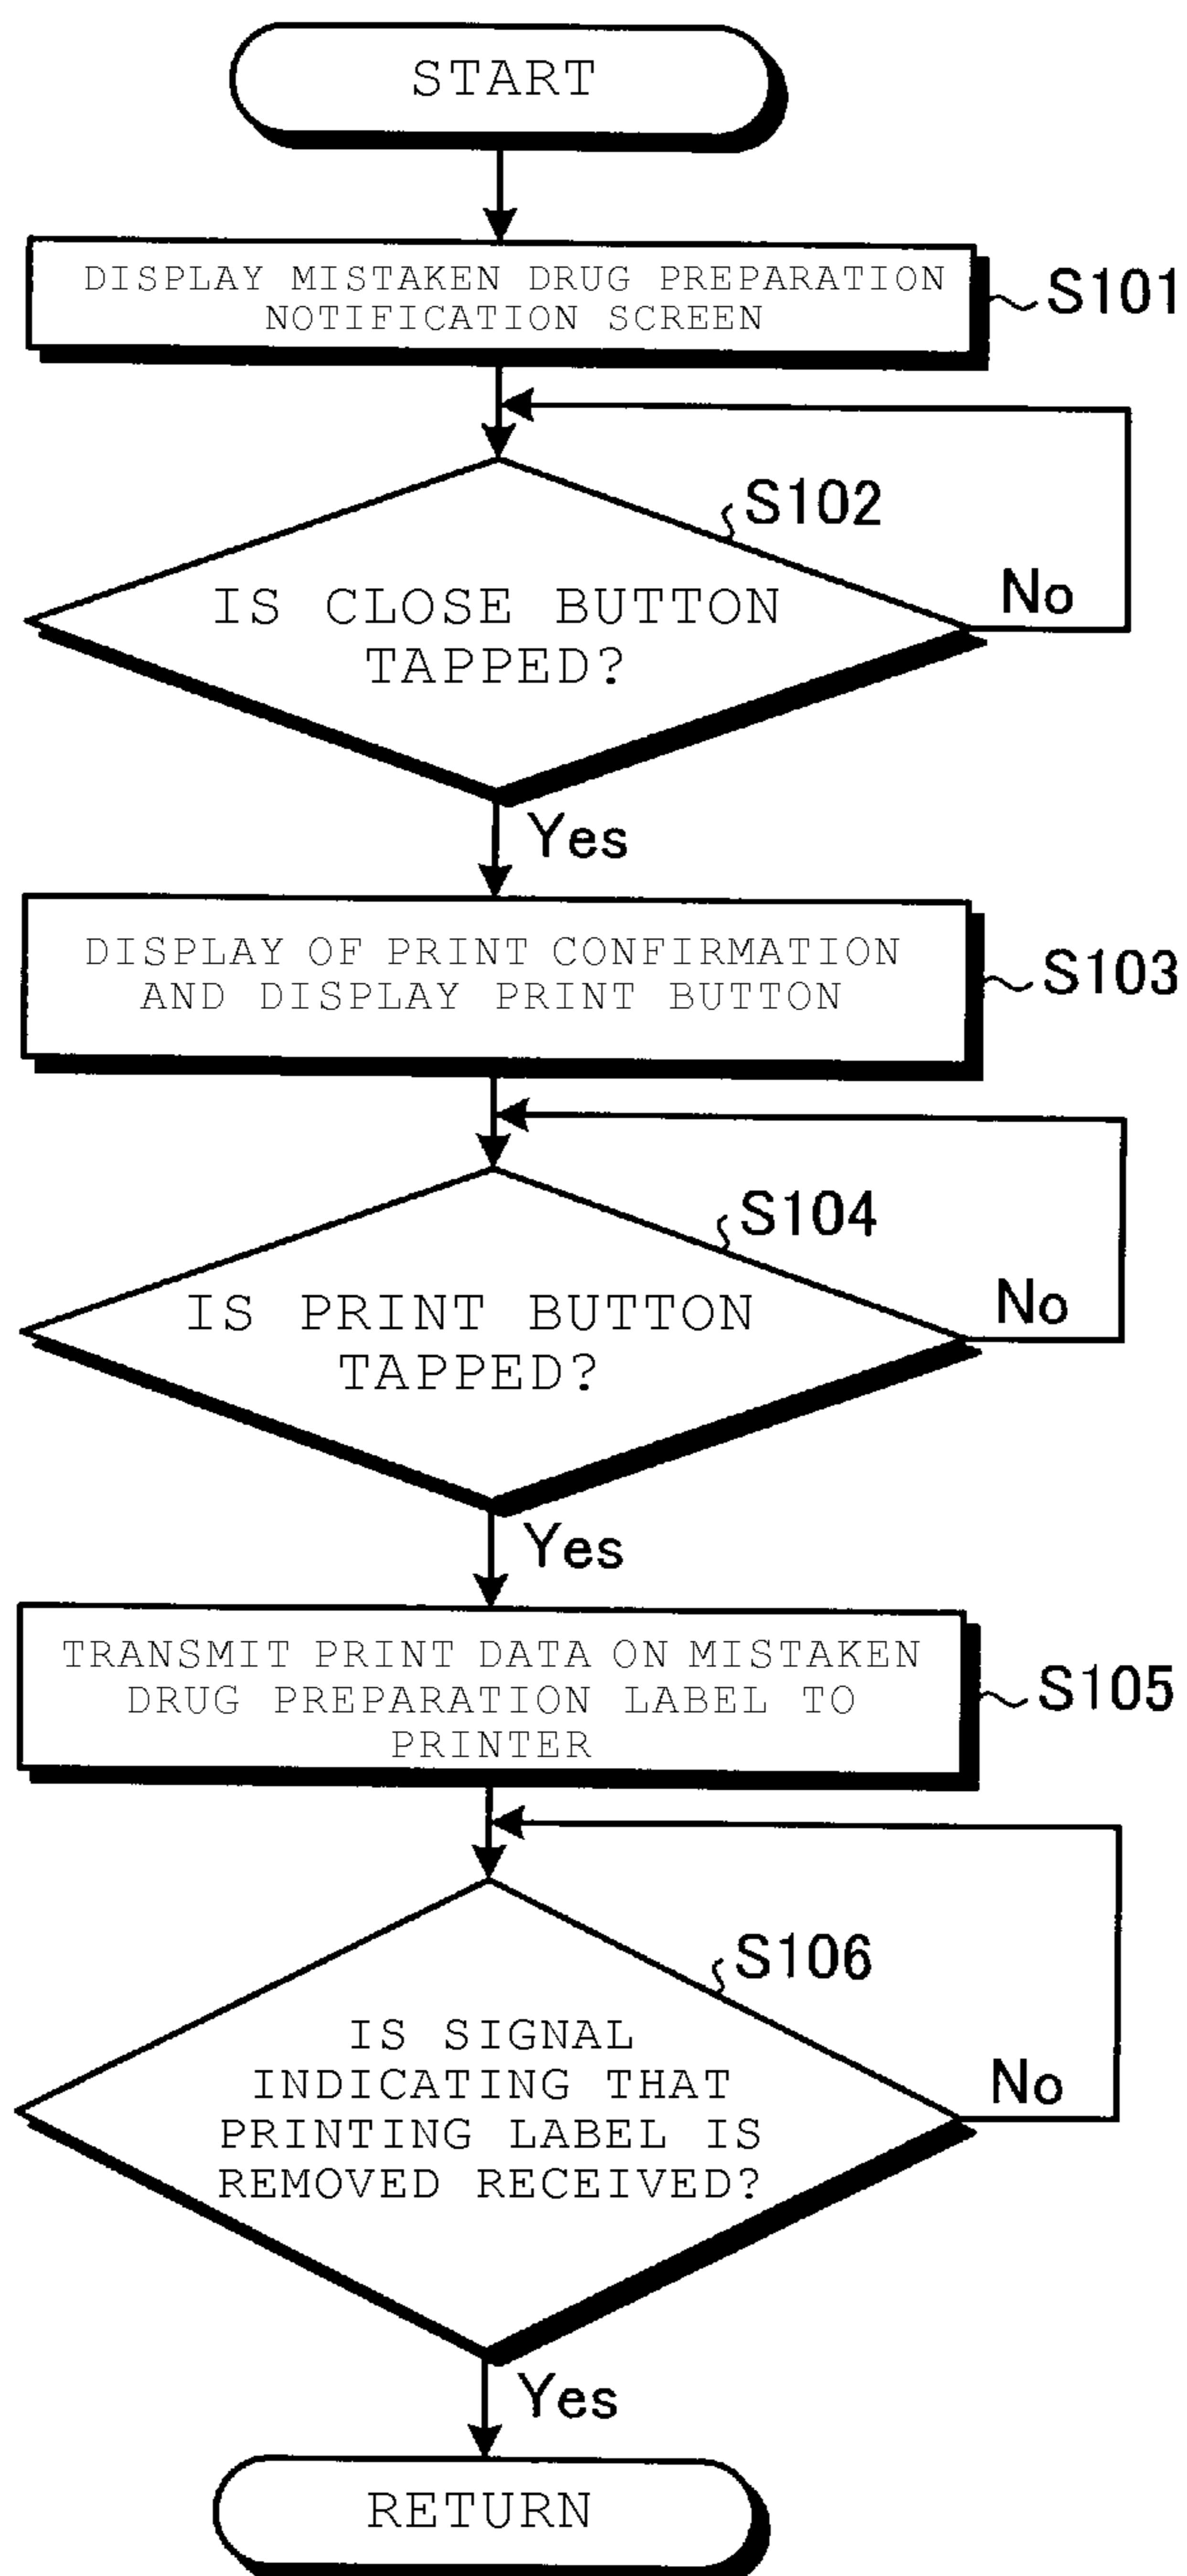 START
DISPLAY MISTAKEN DRUG PREPARATION
NOTIFICATION SCREEN
S101
S102
IS CLOSE BUTTON
TAPPED?
No
Yes
DISPLAY OF PRINT CONFIRMATION
AND DISPLAY PRINT BUTTON
S103
S104
IS PRINT BUTTON
TAPPED?
No
Yes
TRANSMIT PRINT DATA ON MISTAKEN
DRUG PREPARATION LABEL TO
PRINTER
S105
S106
IS SIGNAL
INDICATING THAT
PRINTING LABEL IS
REMOVED RECEIVED?
No
Yes
RETURN